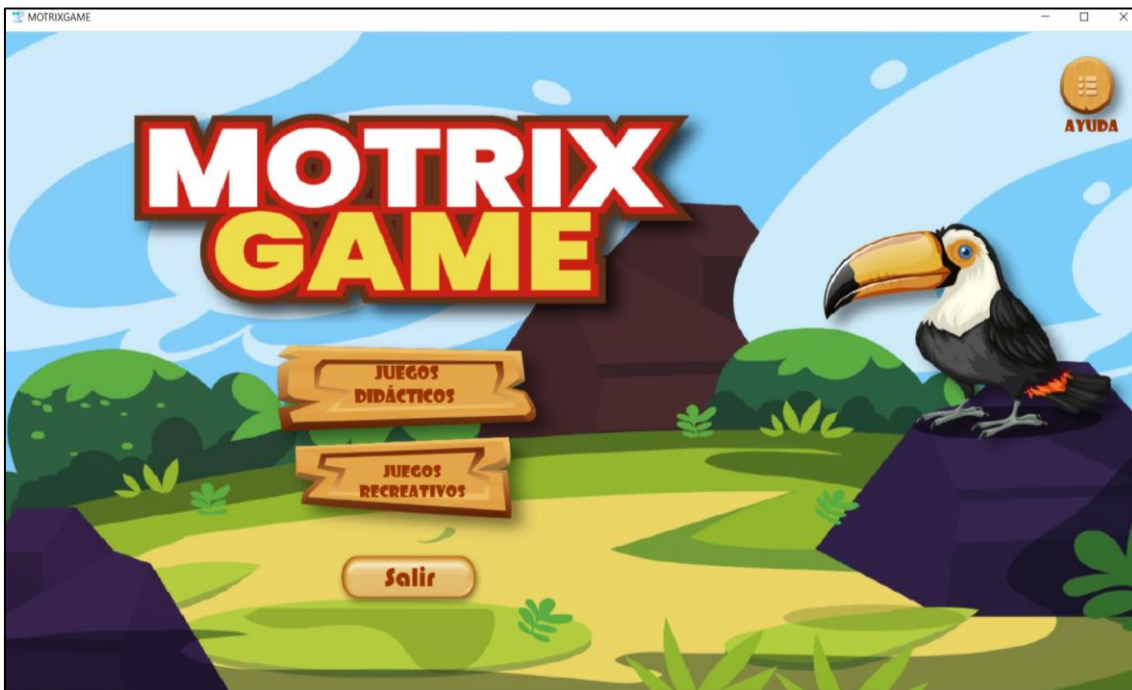 MOTRIXGAME
AYUDA
MOTRIX
GAME
JUEGOS
DIDÁCTICOS
JUEGOS
RECREATIVOS
Salir